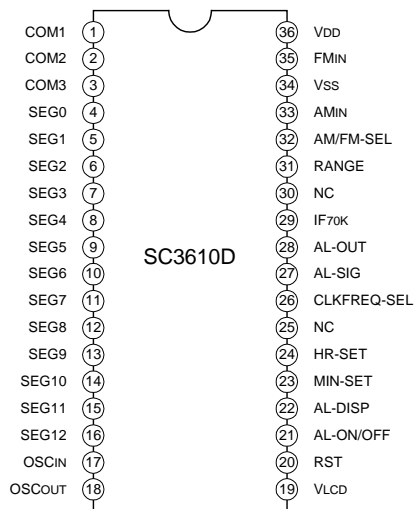 COM1 1 36 VDD
COM2 2 35 FMIN
COM3 3 34 VSS
SEG0 4 33 AMIN
SEG1 5 32 AM/FM-SEL
SEG2 6 31 RANGE
SEG3 7 30 NC
SEG4 8 29 IF70K
SEG5 9 28 AL-OUT
SC3610D
SEG6 10 27 AL-SIG
SEG7 11 26 CLKFREQ-SEL
SEG8 12 25 NC
SEG9 13 24 HR-SET
SEG10 14 23 MIN-SET
SEG11 15 22 AL-DISP
SEG12 16 21 AL-ON/OFF
OSCIN 17 20 RST
OSCOUT 18 19 VLCD